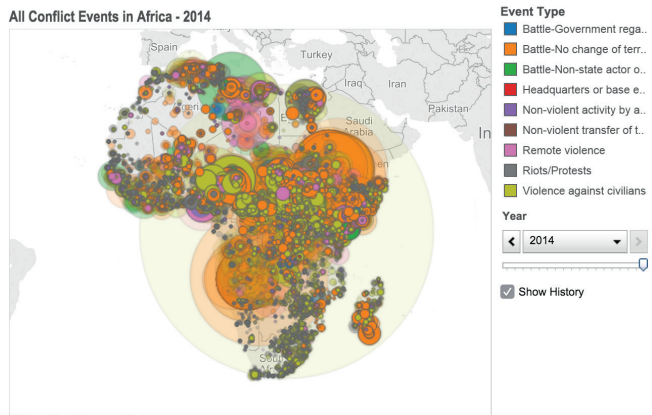 All Conflict Events in Africa - 2014
Event Type
Battle-Government rega..
Battle-No change of terr..
Battle-Non-state actor o..
Headquarters or base e..
Non-violent activity by a..
Non-violent transfer of t..
Remote violence
Riots/Protests
Violence against civilians
Year
2014
Show History
Spain
Turkey
Iraq
Iran
Pakistan
Saudi
Arabia
In
en